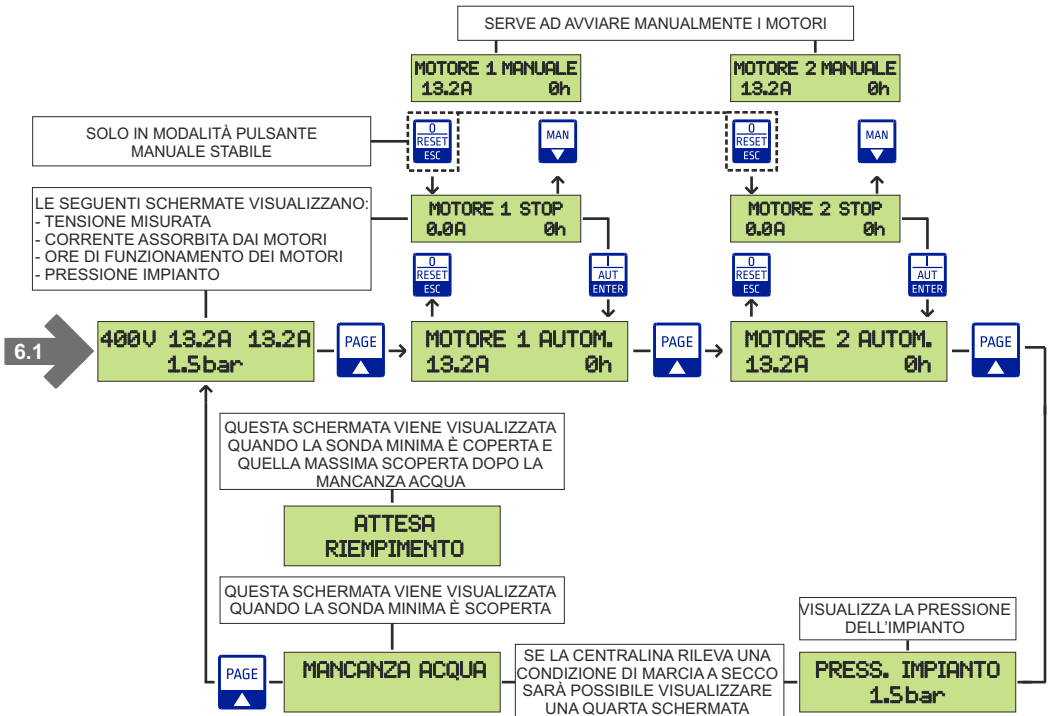 SERVE AD AVVIARE MANUALMENTE I MOTORI
MOTORE 1 MANUALE
13.2A 0h
MOTORE 2 MANUALE
13.2A 0h
SOLO IN MODALITÀ PULSANTE
MANUALE STABILE
0
RESET
ESC
MAN
0
RESET
ESC
MAN
LE SEGUENTI SCHERMATE VISUALIZZANO:
- TENSIONE MISURATA
- CORRENTE ASSORBITA DAI MOTORI
- ORE DI FUNZIONAMENTO DEI MOTORI
- PRESSIONE IMPIANTO
MOTORE 1 STOP
0.0A 0h
MOTORE 2 STOP
0.0A 0h
0
RESET
ESC
I
AUT
ENTER
0
RESET
ESC
I
AUT
ENTER
6.1
400V 13.2A 13.2A
1.5bar
PAGE
MOTORE 1 AUTOM.
13.2A 0h
PAGE
MOTORE 2 AUTOM.
13.2A 0h
PAGE
QUESTA SCHERMATA VIENE VISUALIZZATA
QUANDO LA SONDA MINIMA È COPERTA E
QUELLA MASSIMA SCOPERTA DOPO LA
MANCANZA ACQUA
ATTESA
RIEMPIMENTO
QUESTA SCHERMATA VIENE VISUALIZZATA
QUANDO LA SONDA MINIMA È SCOPERTA
VISUALIZZA LA PRESSIONE
DELL'IMPIANTO
PAGE
MANCANZA ACQUA
SE LA CENTRALINA RILEVA UNA
CONDIZIONE DI MARCIA A SECCO
SARÀ POSSIBILE VISUALIZZARE
UNA QUARTA SCHERMATA
PRESS. IMPIANTO
1.5bar